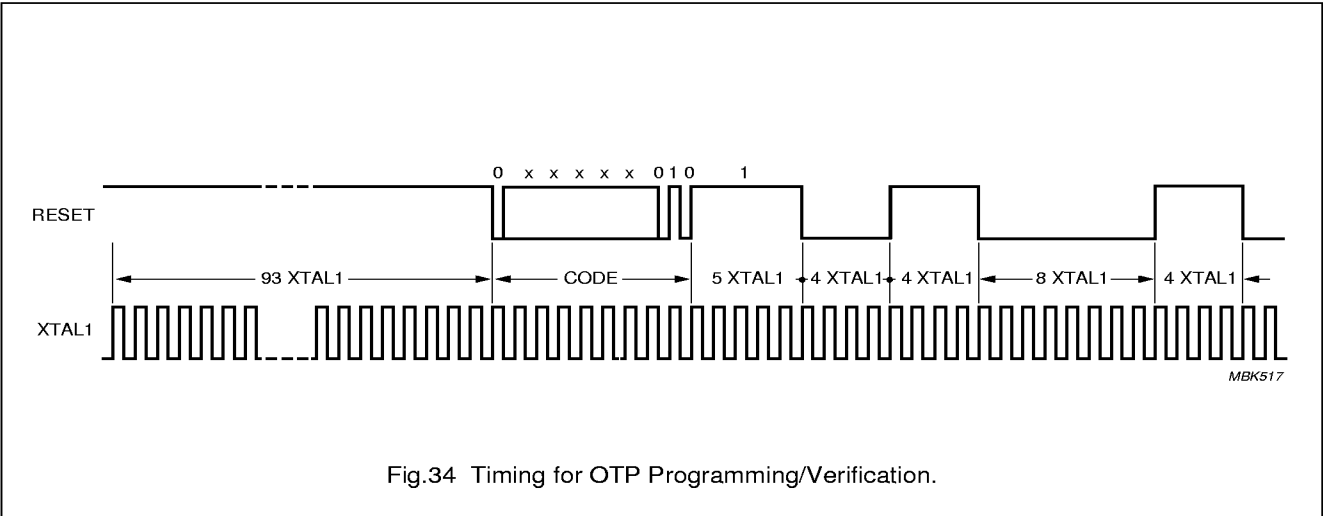 0 x x x x x 0 1 0 1
RESET
93 XTAL1 CODE 5 XTAL1 4 XTAL1 4 XTAL1 8 XTAL1 4 XTAL1
XTAL1
MBK517
Fig.34 Timing for OTP Programming/Verification.